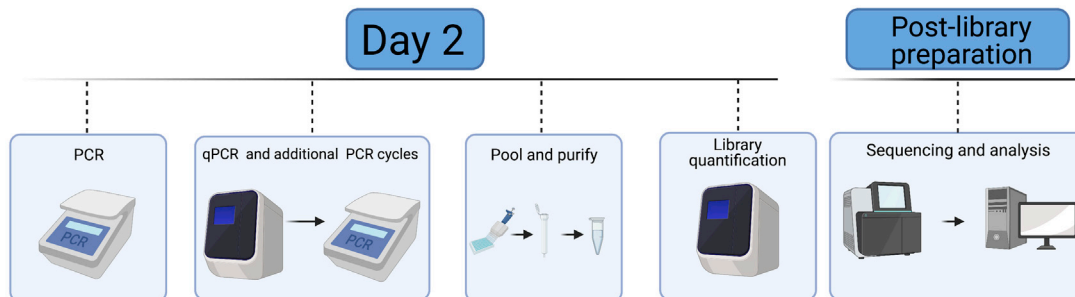 Day 2
Post-library
preparation
PCR
qPCR and additional PCR cycles
Pool and purify
Library
quantification
Sequencing and analysis
PCR
PCR